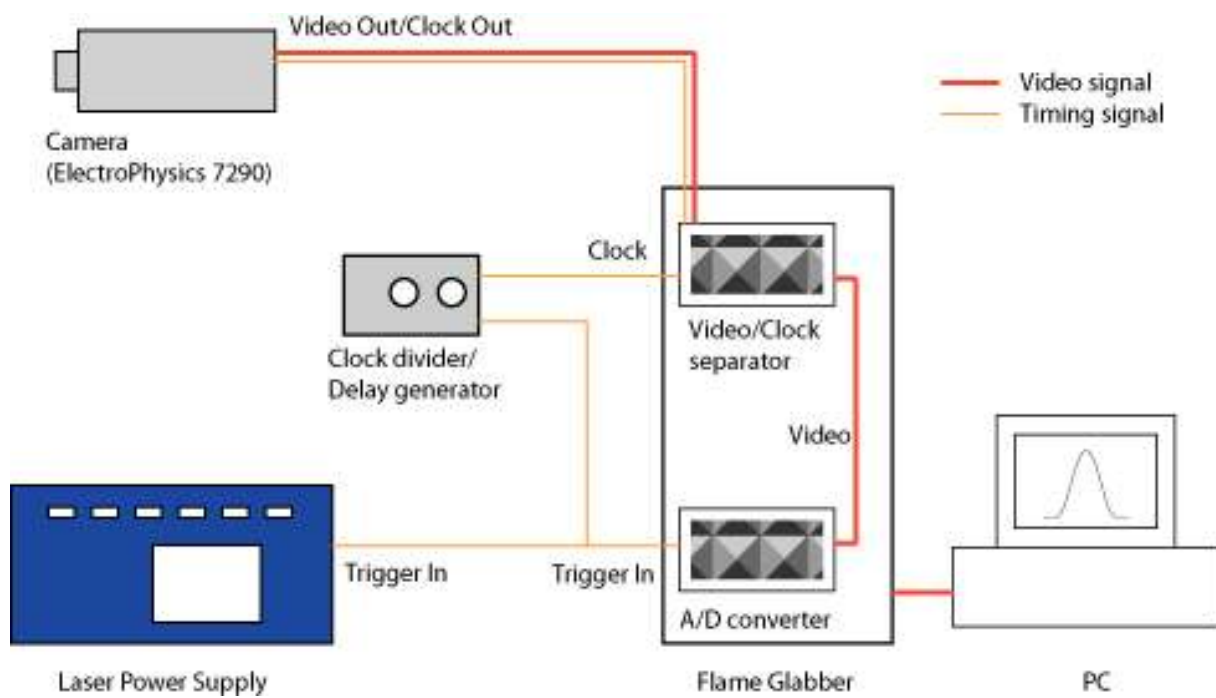 Video Out/Clock Out
Video signal
Timing signal
Camera
(ElectroPhysics 7290)
Clock
Clock divider/
Delay generator
Video/Clock
separator
Video
Trigger In
Trigger In
A/D converter
Laser Power Supply
Flame Glabber
PC